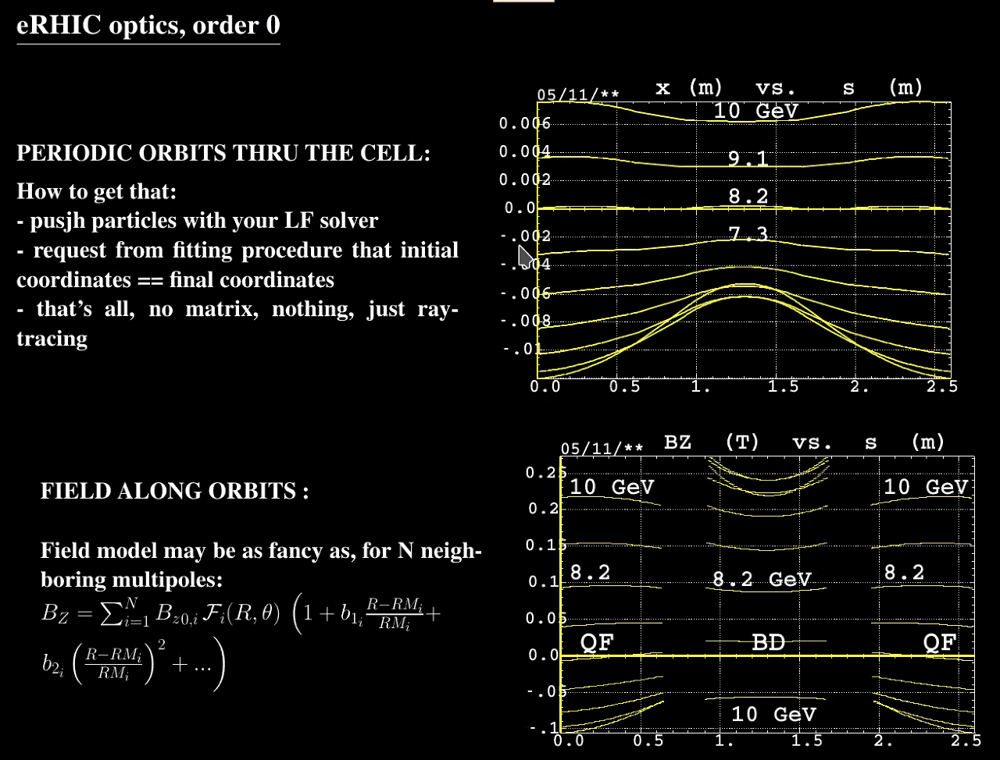 eRHIC optics, order 0
PERIODIC ORBITS THRU THE CELL:
How to get that:
- pusjh particles with your LF solver
- request from fitting procedure that initial
coordinates == final coordinates
- that's all, no matrix, nothing, just ray-
tracing
05/11/** x (m) vs. s (m)
10 GeV
0.006
0.004
9.1
0.002
8.2
0.0
7.3
-.002
-.004
-.006
-.008
-.01
0.0 0.5 1. 1.5 2. 2.5
FIELD ALONG ORBITS :
Field model may be as fancy as, for N neigh-
boring multipoles:
B_Z = \sum_{i=1}^{N} B_{z0,i} \mathcal{F}_i(R, \theta) \left( 1 + b_{1_i} \frac{R-RM_i}{RM_i} +
b_{2_i} \left( \frac{R-RM_i}{RM_i} \right)^2 + ... \right)
05/11/** BZ (T) vs. s (m)
0.25
10 GeV 10 GeV
0.2
0.15
8.2 8.2 GeV 8.2
0.1
0.05
QF BD QF
0.0
-.05
10 GeV
-.1
0.0 0.5 1. 1.5 2. 2.5